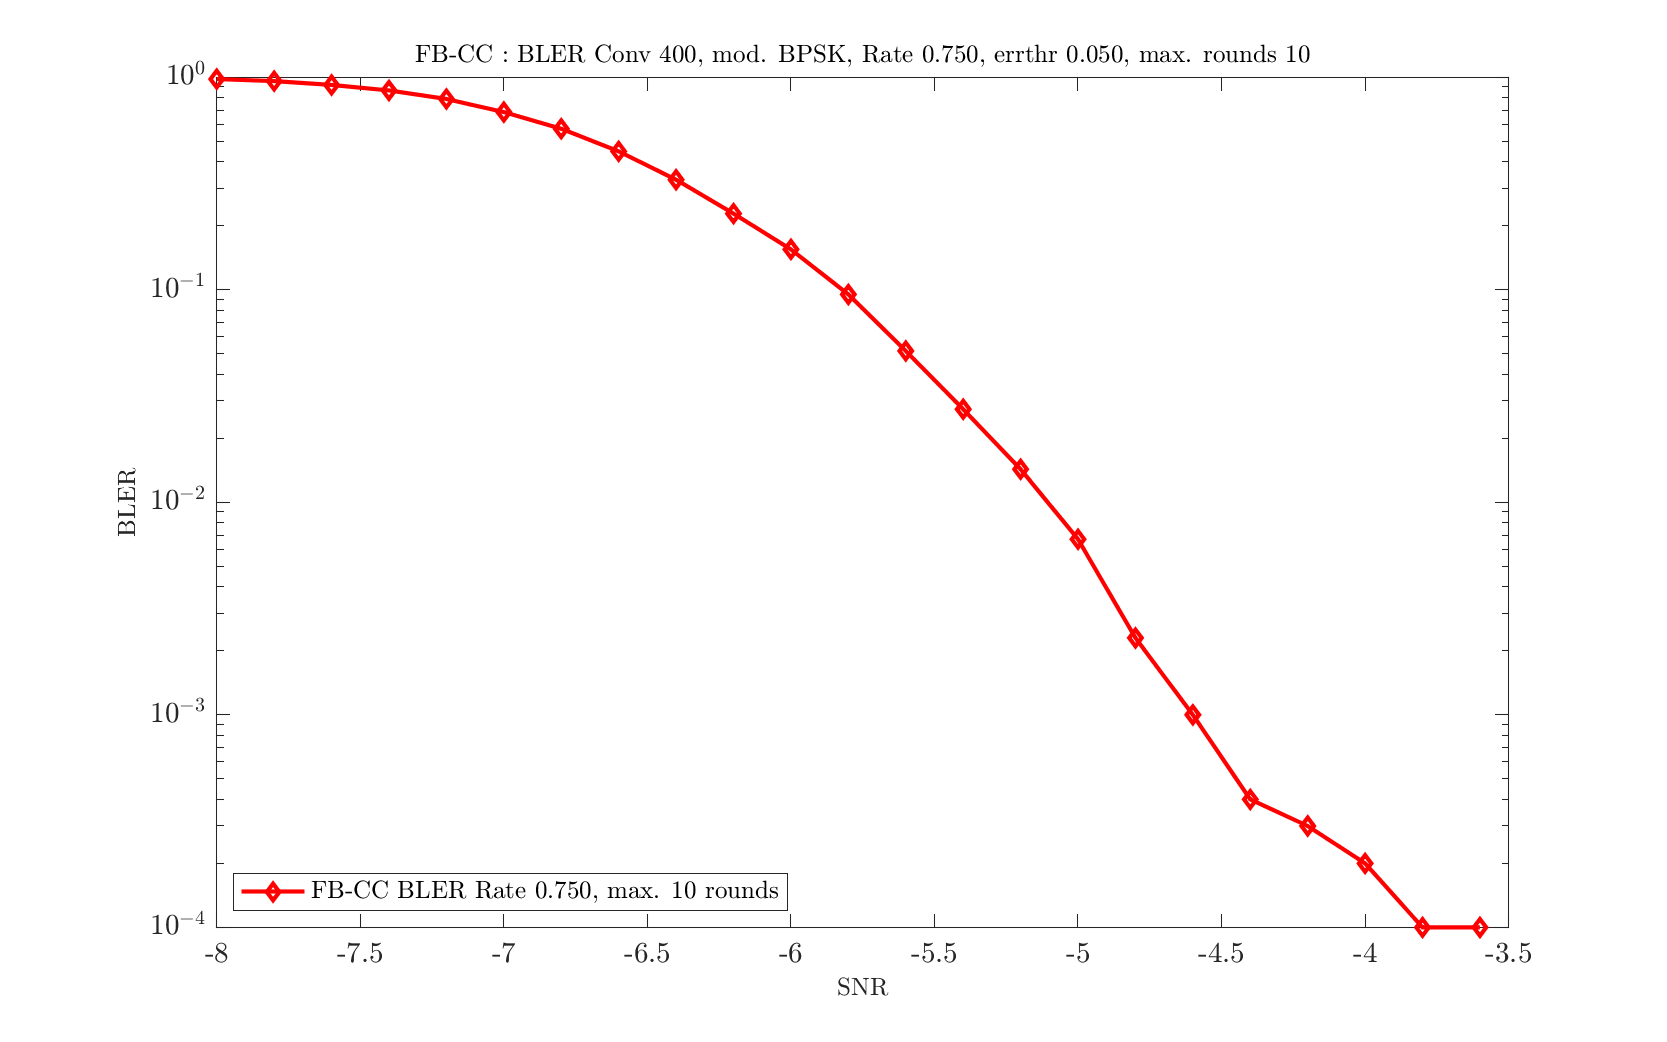 FB-CC : BLER Conv 400, mod. BPSK, Rate 0.750, errthr 0.050, max. rounds 10
10^0
10^−1
10^−2
10^−3
10^−4
BLER
FB-CC BLER Rate 0.750, max. 10 rounds
-8 -7.5 -7 -6.5 -6 -5.5 -5 -4.5 -4 -3.5
SNR